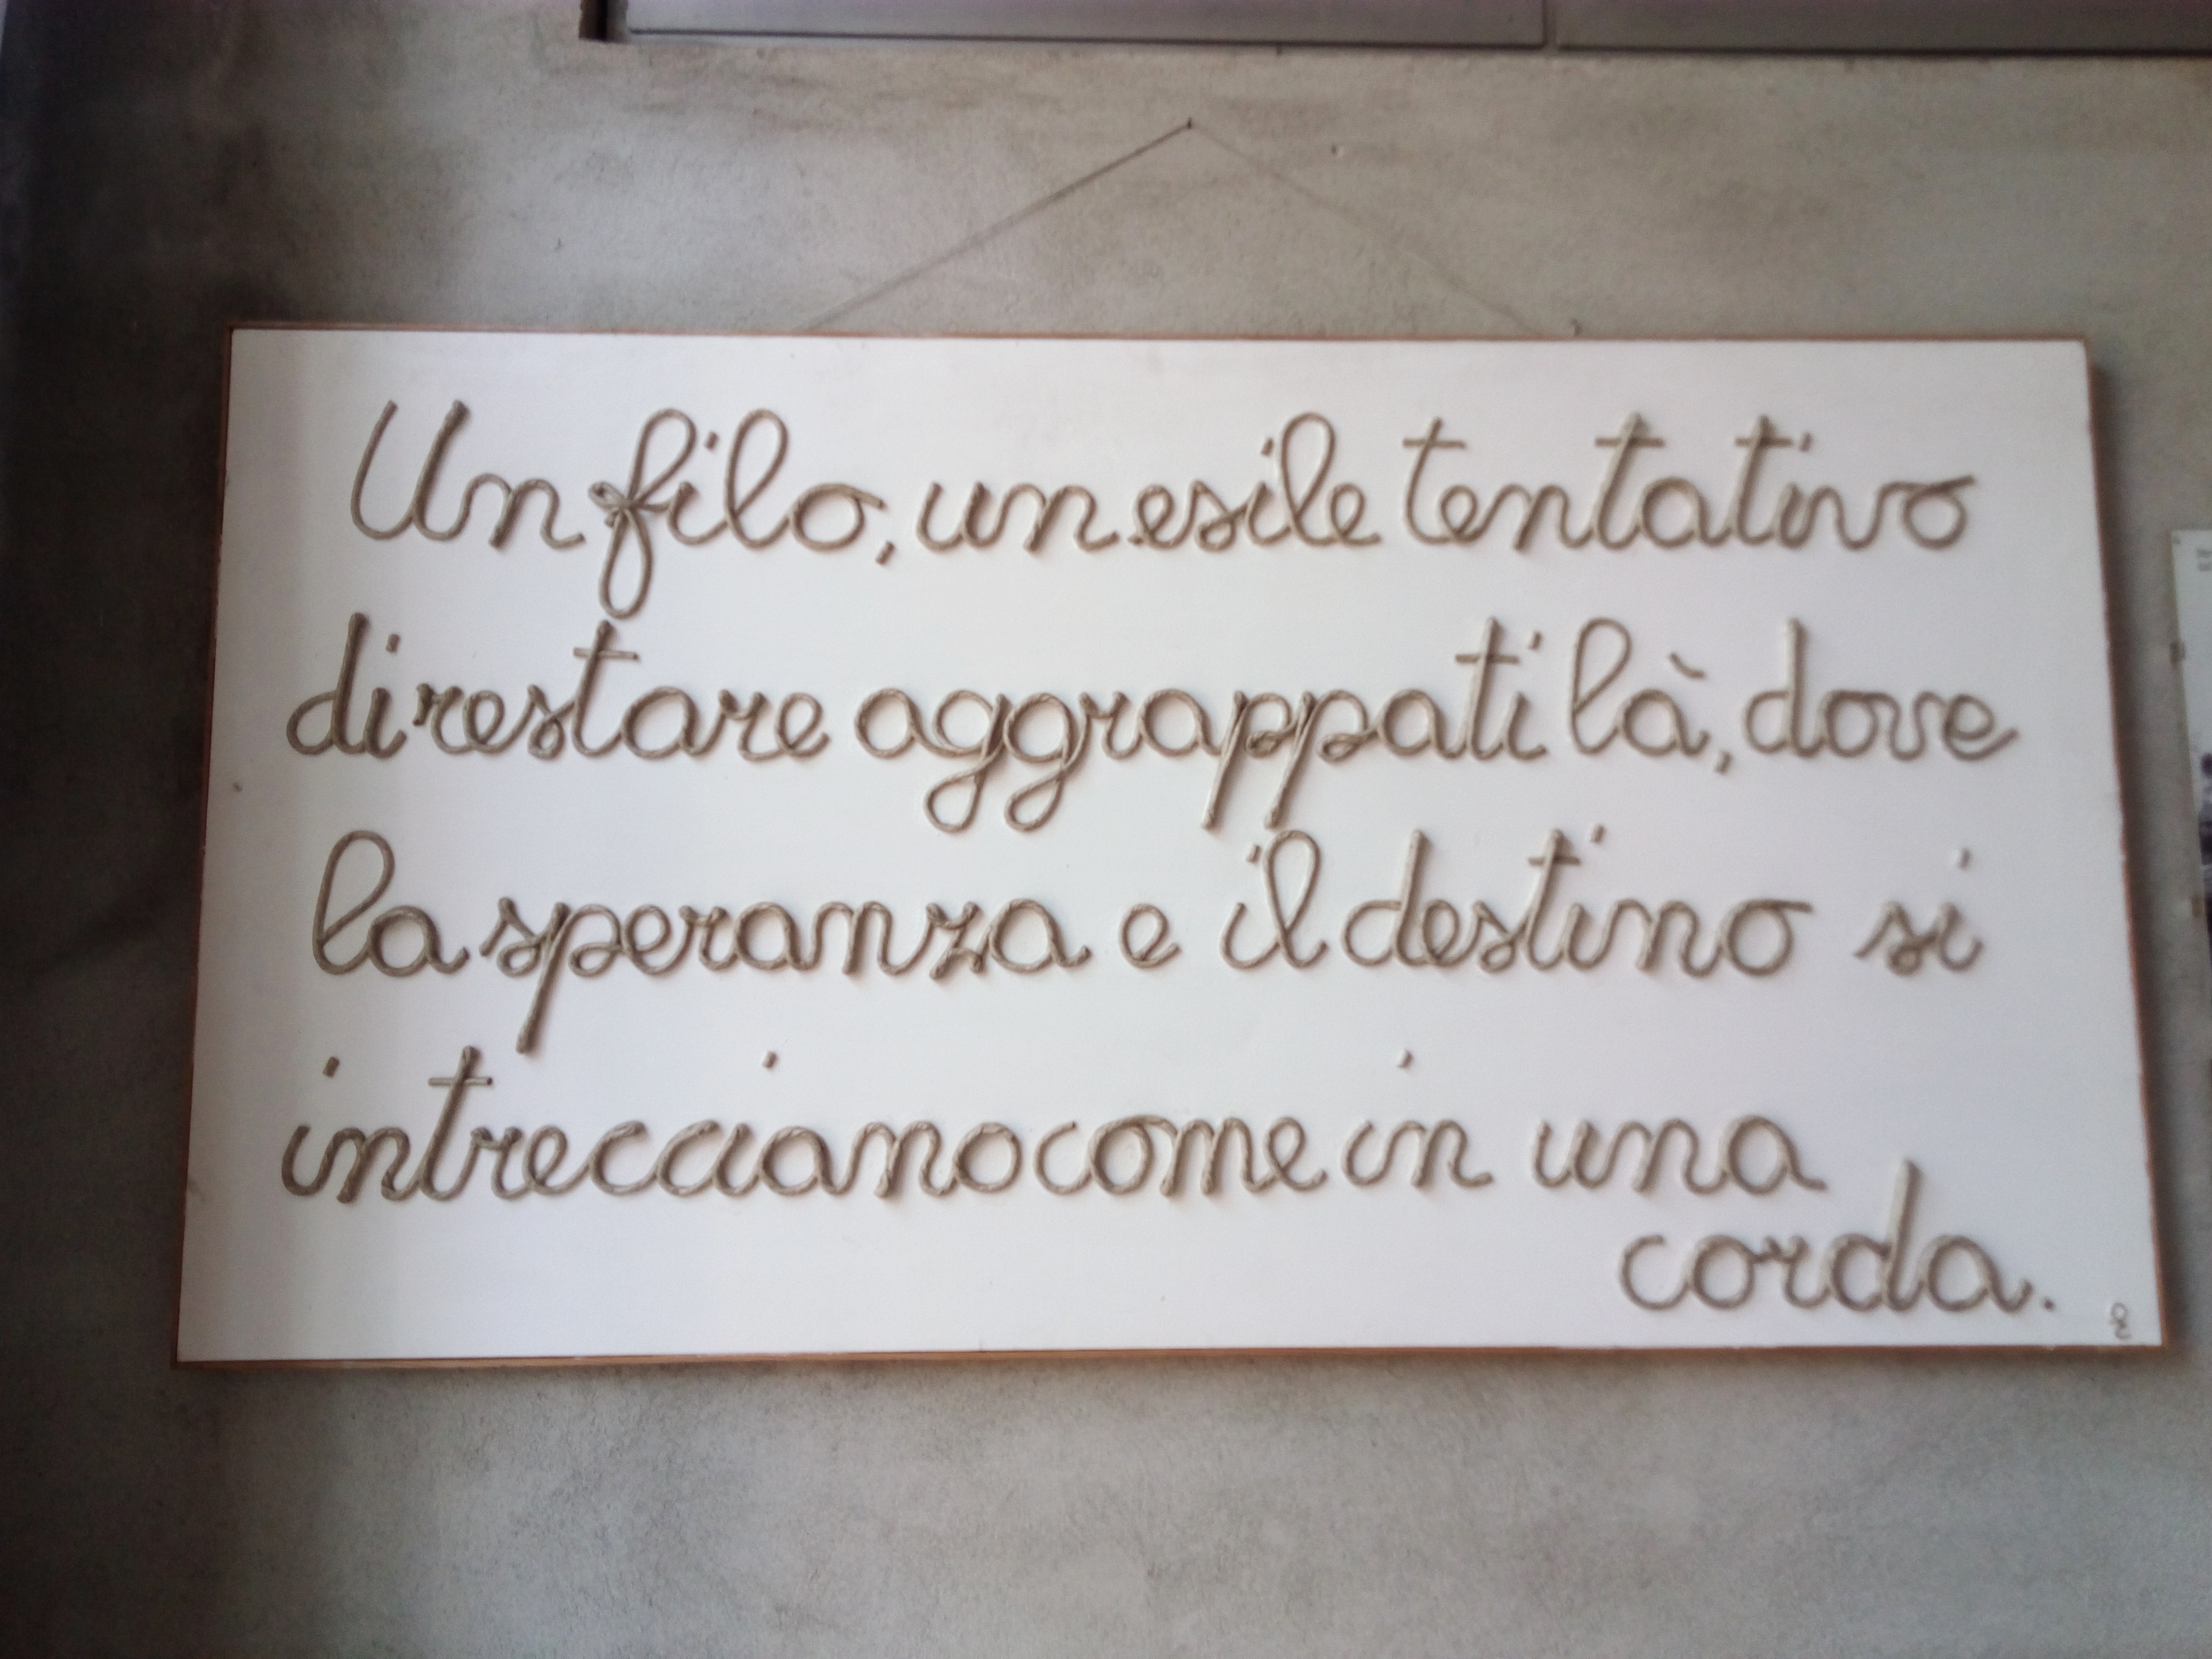 Un filo, un esile tentativo
di restare aggrappati là, dove
la speranza e il destino si
intrecciano come in una
corda.